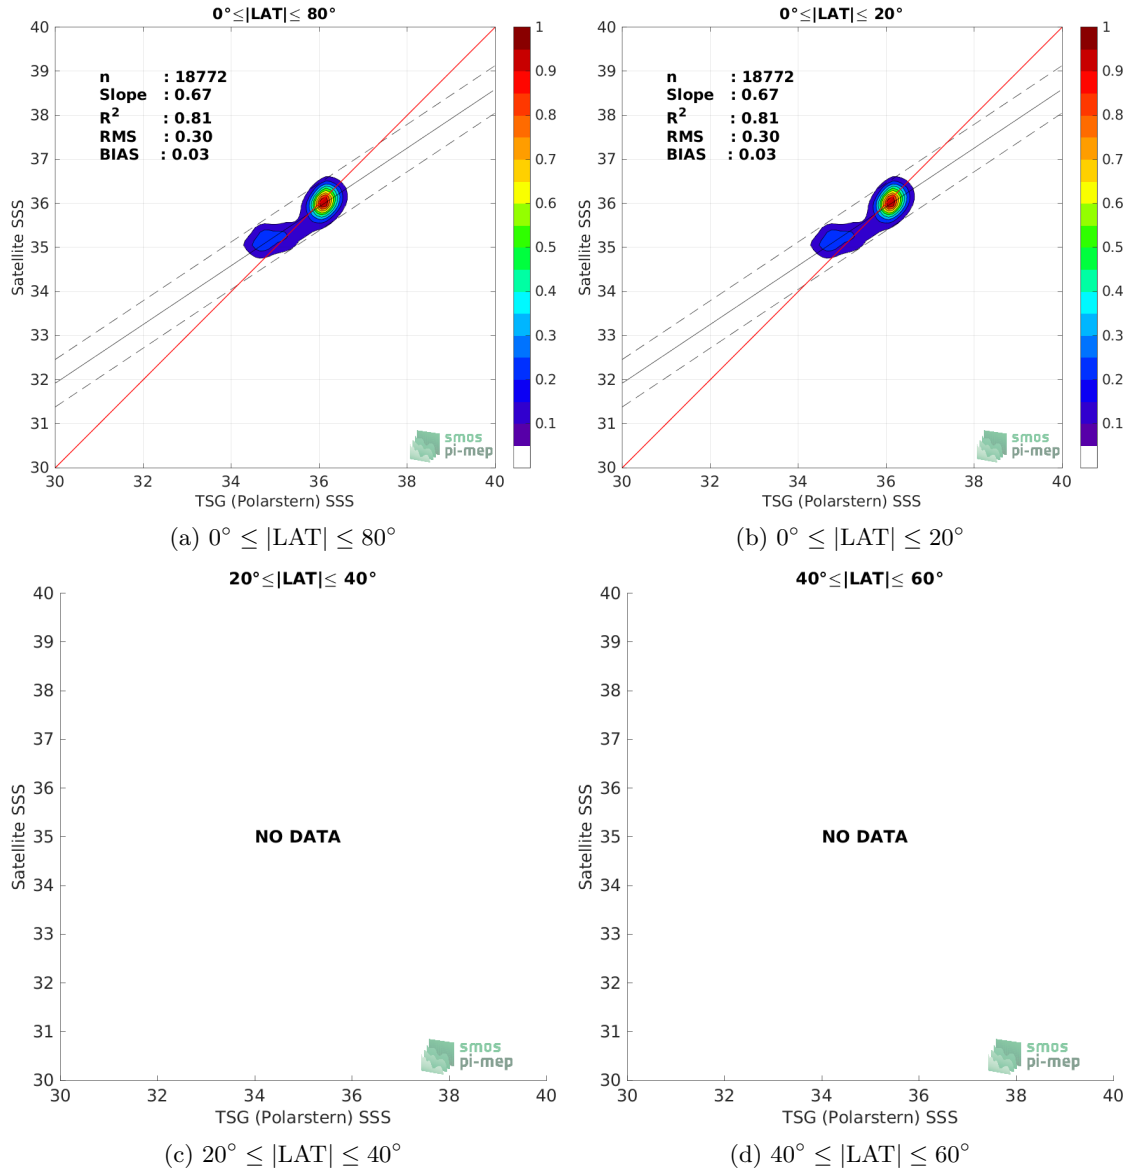 0°≤|LAT|≤ 80°
40
39
38
37
36
35
34
33
32
31
30
Satellite SSS
n : 18772
Slope : 0.67
R² : 0.81
RMS : 0.30
BIAS : 0.03
smos
pi-mep
30 32 34 36 38 40
TSG (Polarstern) SSS
1
0.9
0.8
0.7
0.6
0.5
0.4
0.3
0.2
0.1
(a) 0° ≤ |LAT| ≤ 80°
0°≤|LAT|≤ 20°
40
39
38
37
36
35
34
33
32
31
30
Satellite SSS
n : 18772
Slope : 0.67
R² : 0.81
RMS : 0.30
BIAS : 0.03
smos
pi-mep
30 32 34 36 38 40
TSG (Polarstern) SSS
1
0.9
0.8
0.7
0.6
0.5
0.4
0.3
0.2
0.1
(b) 0° ≤ |LAT| ≤ 20°
20°≤|LAT|≤ 40°
40
39
38
37
36
35
34
33
32
31
30
Satellite SSS
NO DATA
smos
pi-mep
30 32 34 36 38 40
TSG (Polarstern) SSS
(c) 20° ≤ |LAT| ≤ 40°
40°≤|LAT|≤ 60°
40
39
38
37
36
35
34
33
32
31
30
Satellite SSS
NO DATA
smos
pi-mep
30 32 34 36 38 40
TSG (Polarstern) SSS
(d) 40° ≤ |LAT| ≤ 60°